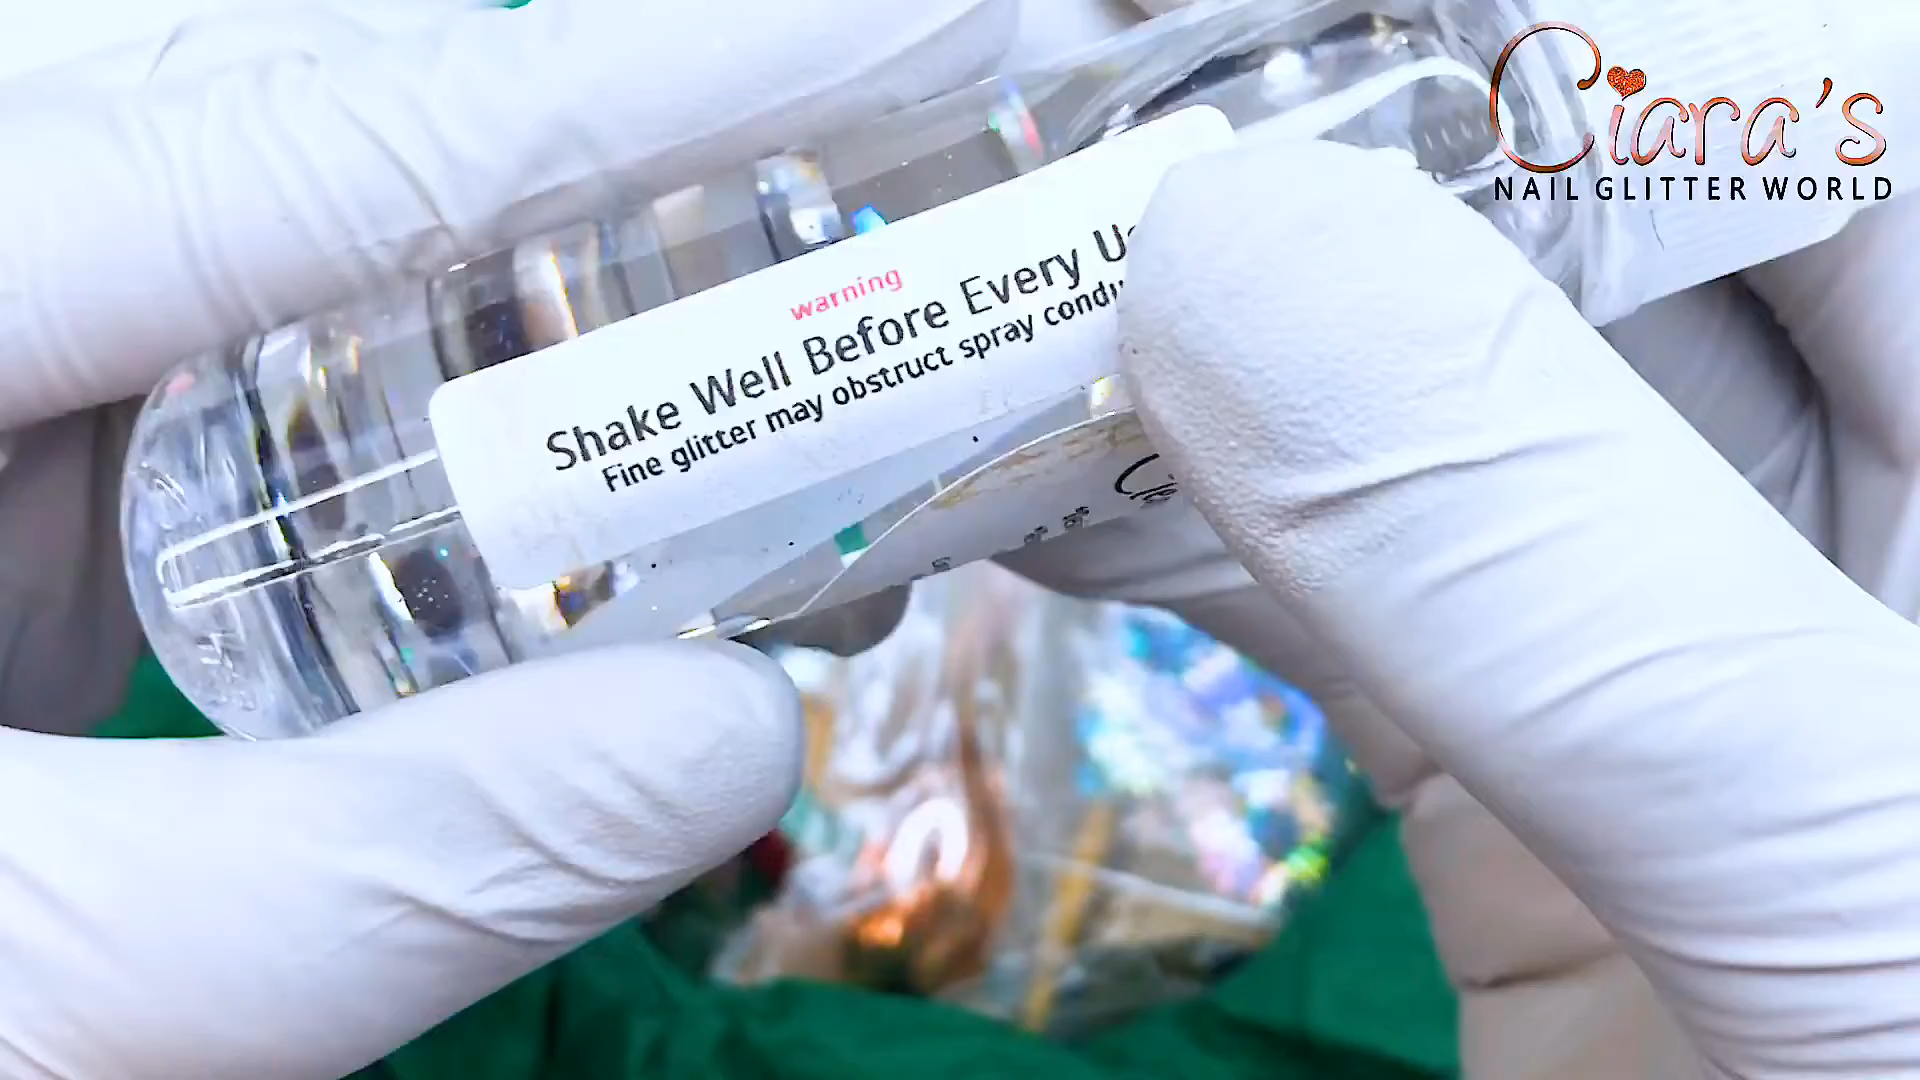 Ciara's
NAIL GLITTER WORLD
warning
Shake Well Before Every
Fine glitter may obstruct spray